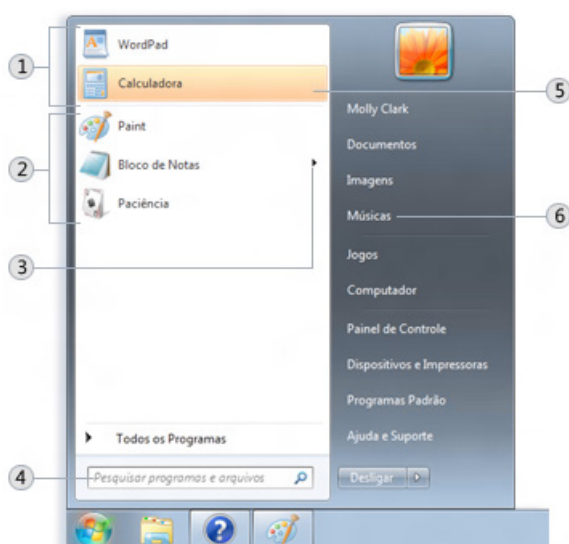 WordPad
Calculadora
Paint
Bloco de Notas
Paciência
Todos os Programas
Pesquisar programas e arquivos
Molly Clark
Documentos
Imagens
Músicas
Jogos
Computador
Painel de Controle
Dispositivos e Impressoras
Programas Padrão
Ajuda e Suporte
Desligar
1
2
3
4
5
6